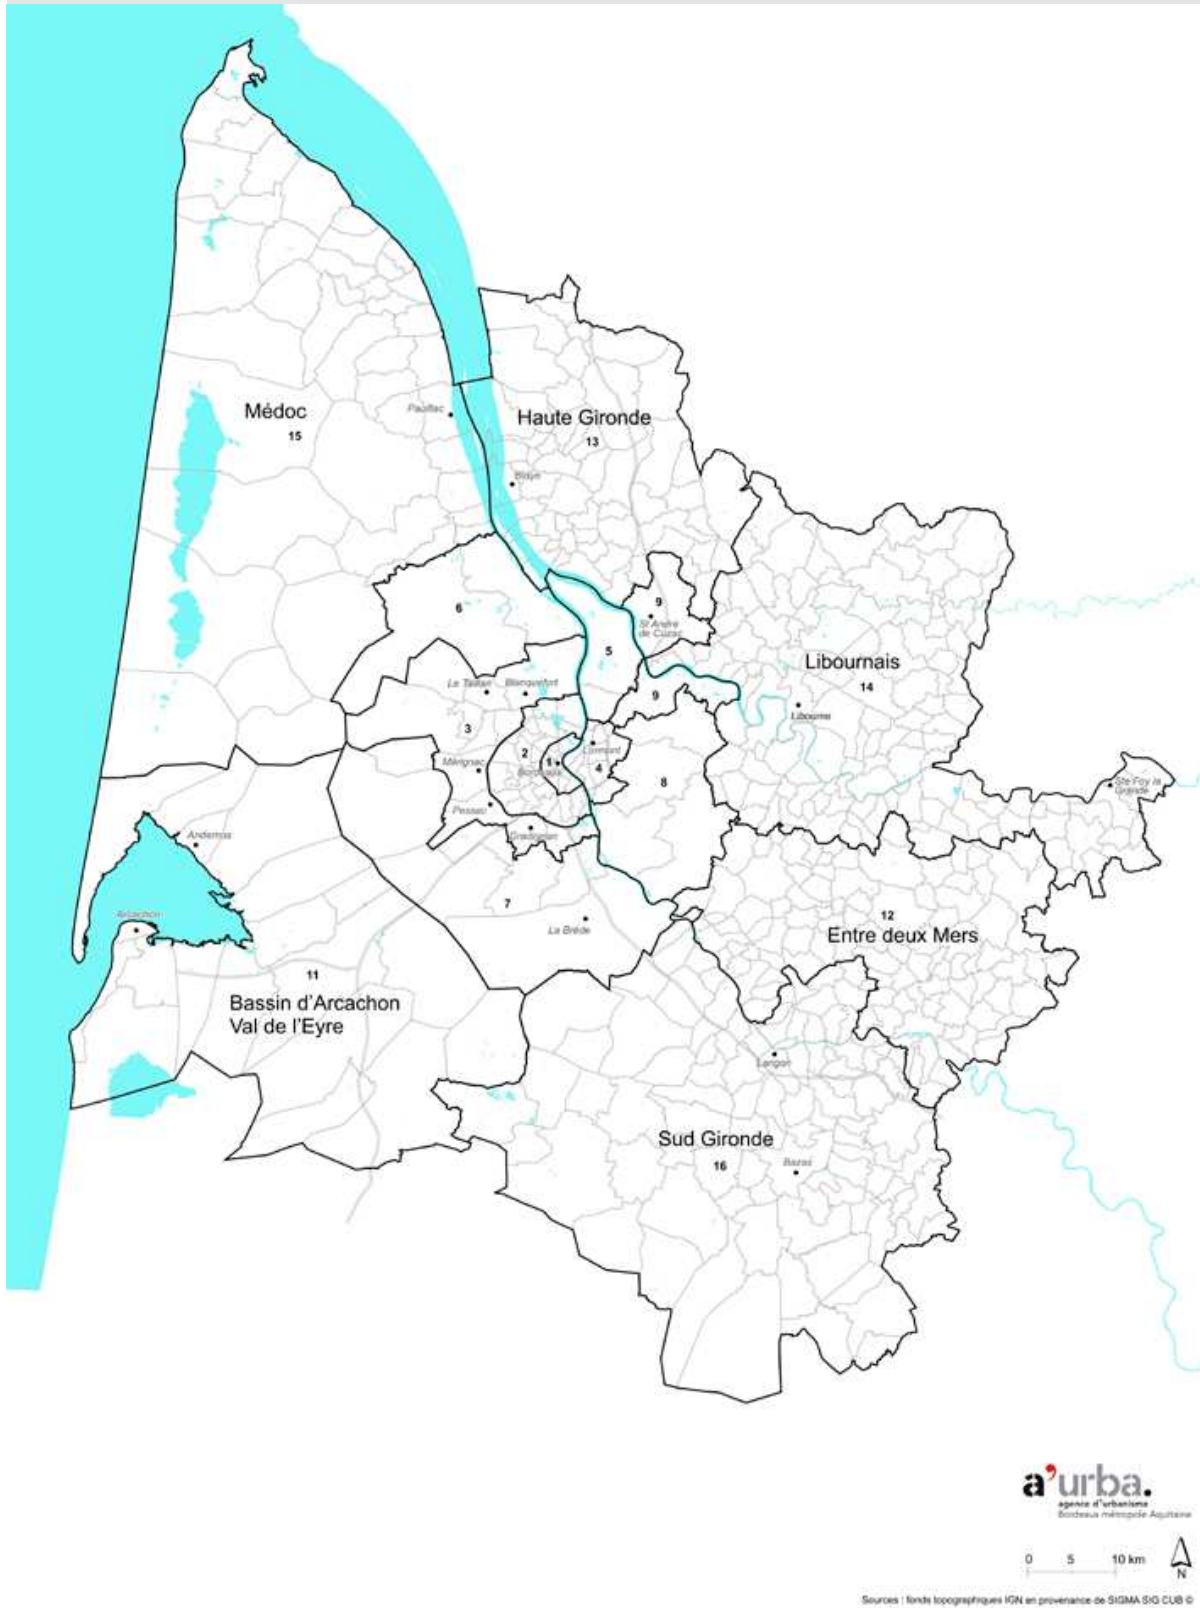 Médoc
15
Pauillac
Haute Gironde
13
Blaye
6
9
St André
de Cuzac
5
Libournais
14
Le Taillan
Blanquefort
9
Libourne
3
2
1
Bordeaux
Lormont
4
8
Mérignac
Pessac
Gradignan
Ste Foy la
Grande
Andernos
Arcachon
7
La Brède
12
Entre deux Mers
11
Bassin d'Arcachon
Val de l'Eyre
Langon
Sud Gironde
16
Bazas
a'urba.
agence d'urbanisme
Bordeaux métropole Aquitaine
0 5 10 km
N
Sources : fonds topographiques IGN en provenance de SIGMA SIG CUB ©